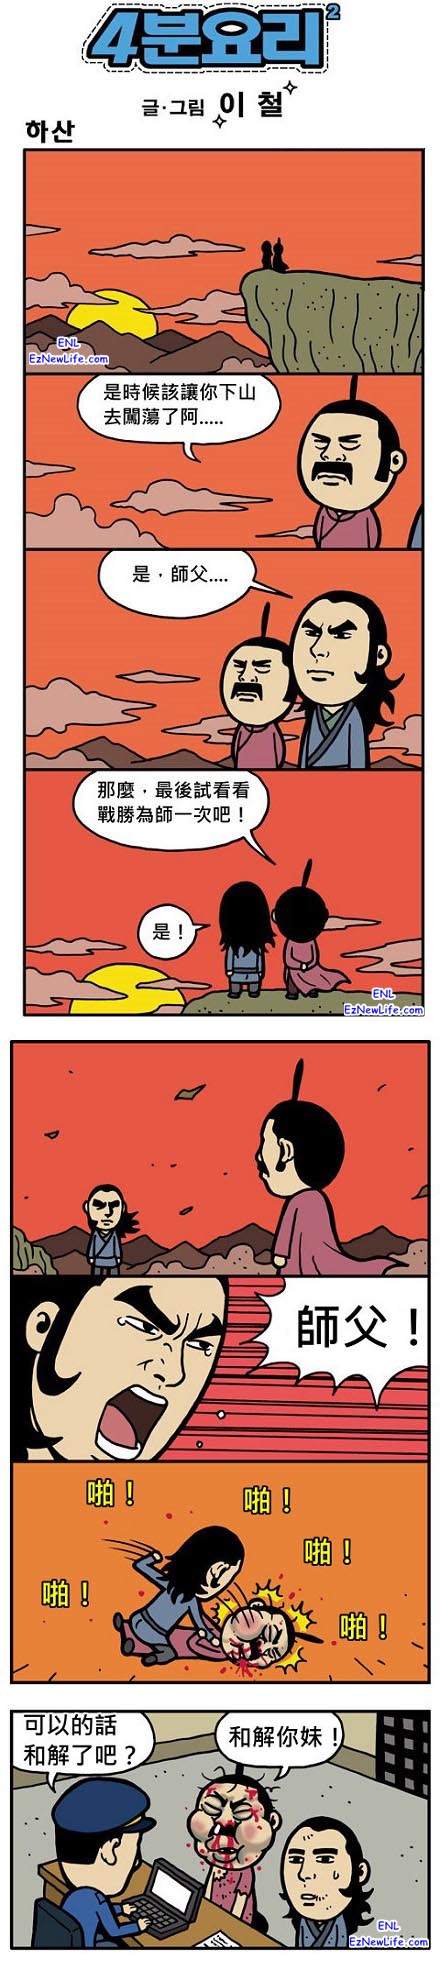 4분요리2
글·그림 이 철
하산
ENL
EzNewLife.com
是時候該讓你下山
去闖蕩了阿.....
是，師父....
那麼，最後試看看
戰勝為師一次吧！
是！
ENL
EzNewLife.com
師父！
啪！
啪！
啪！
啪！
啪！
可以的話
和解了吧？
和解你妹！
ENL
EzNewLife.com